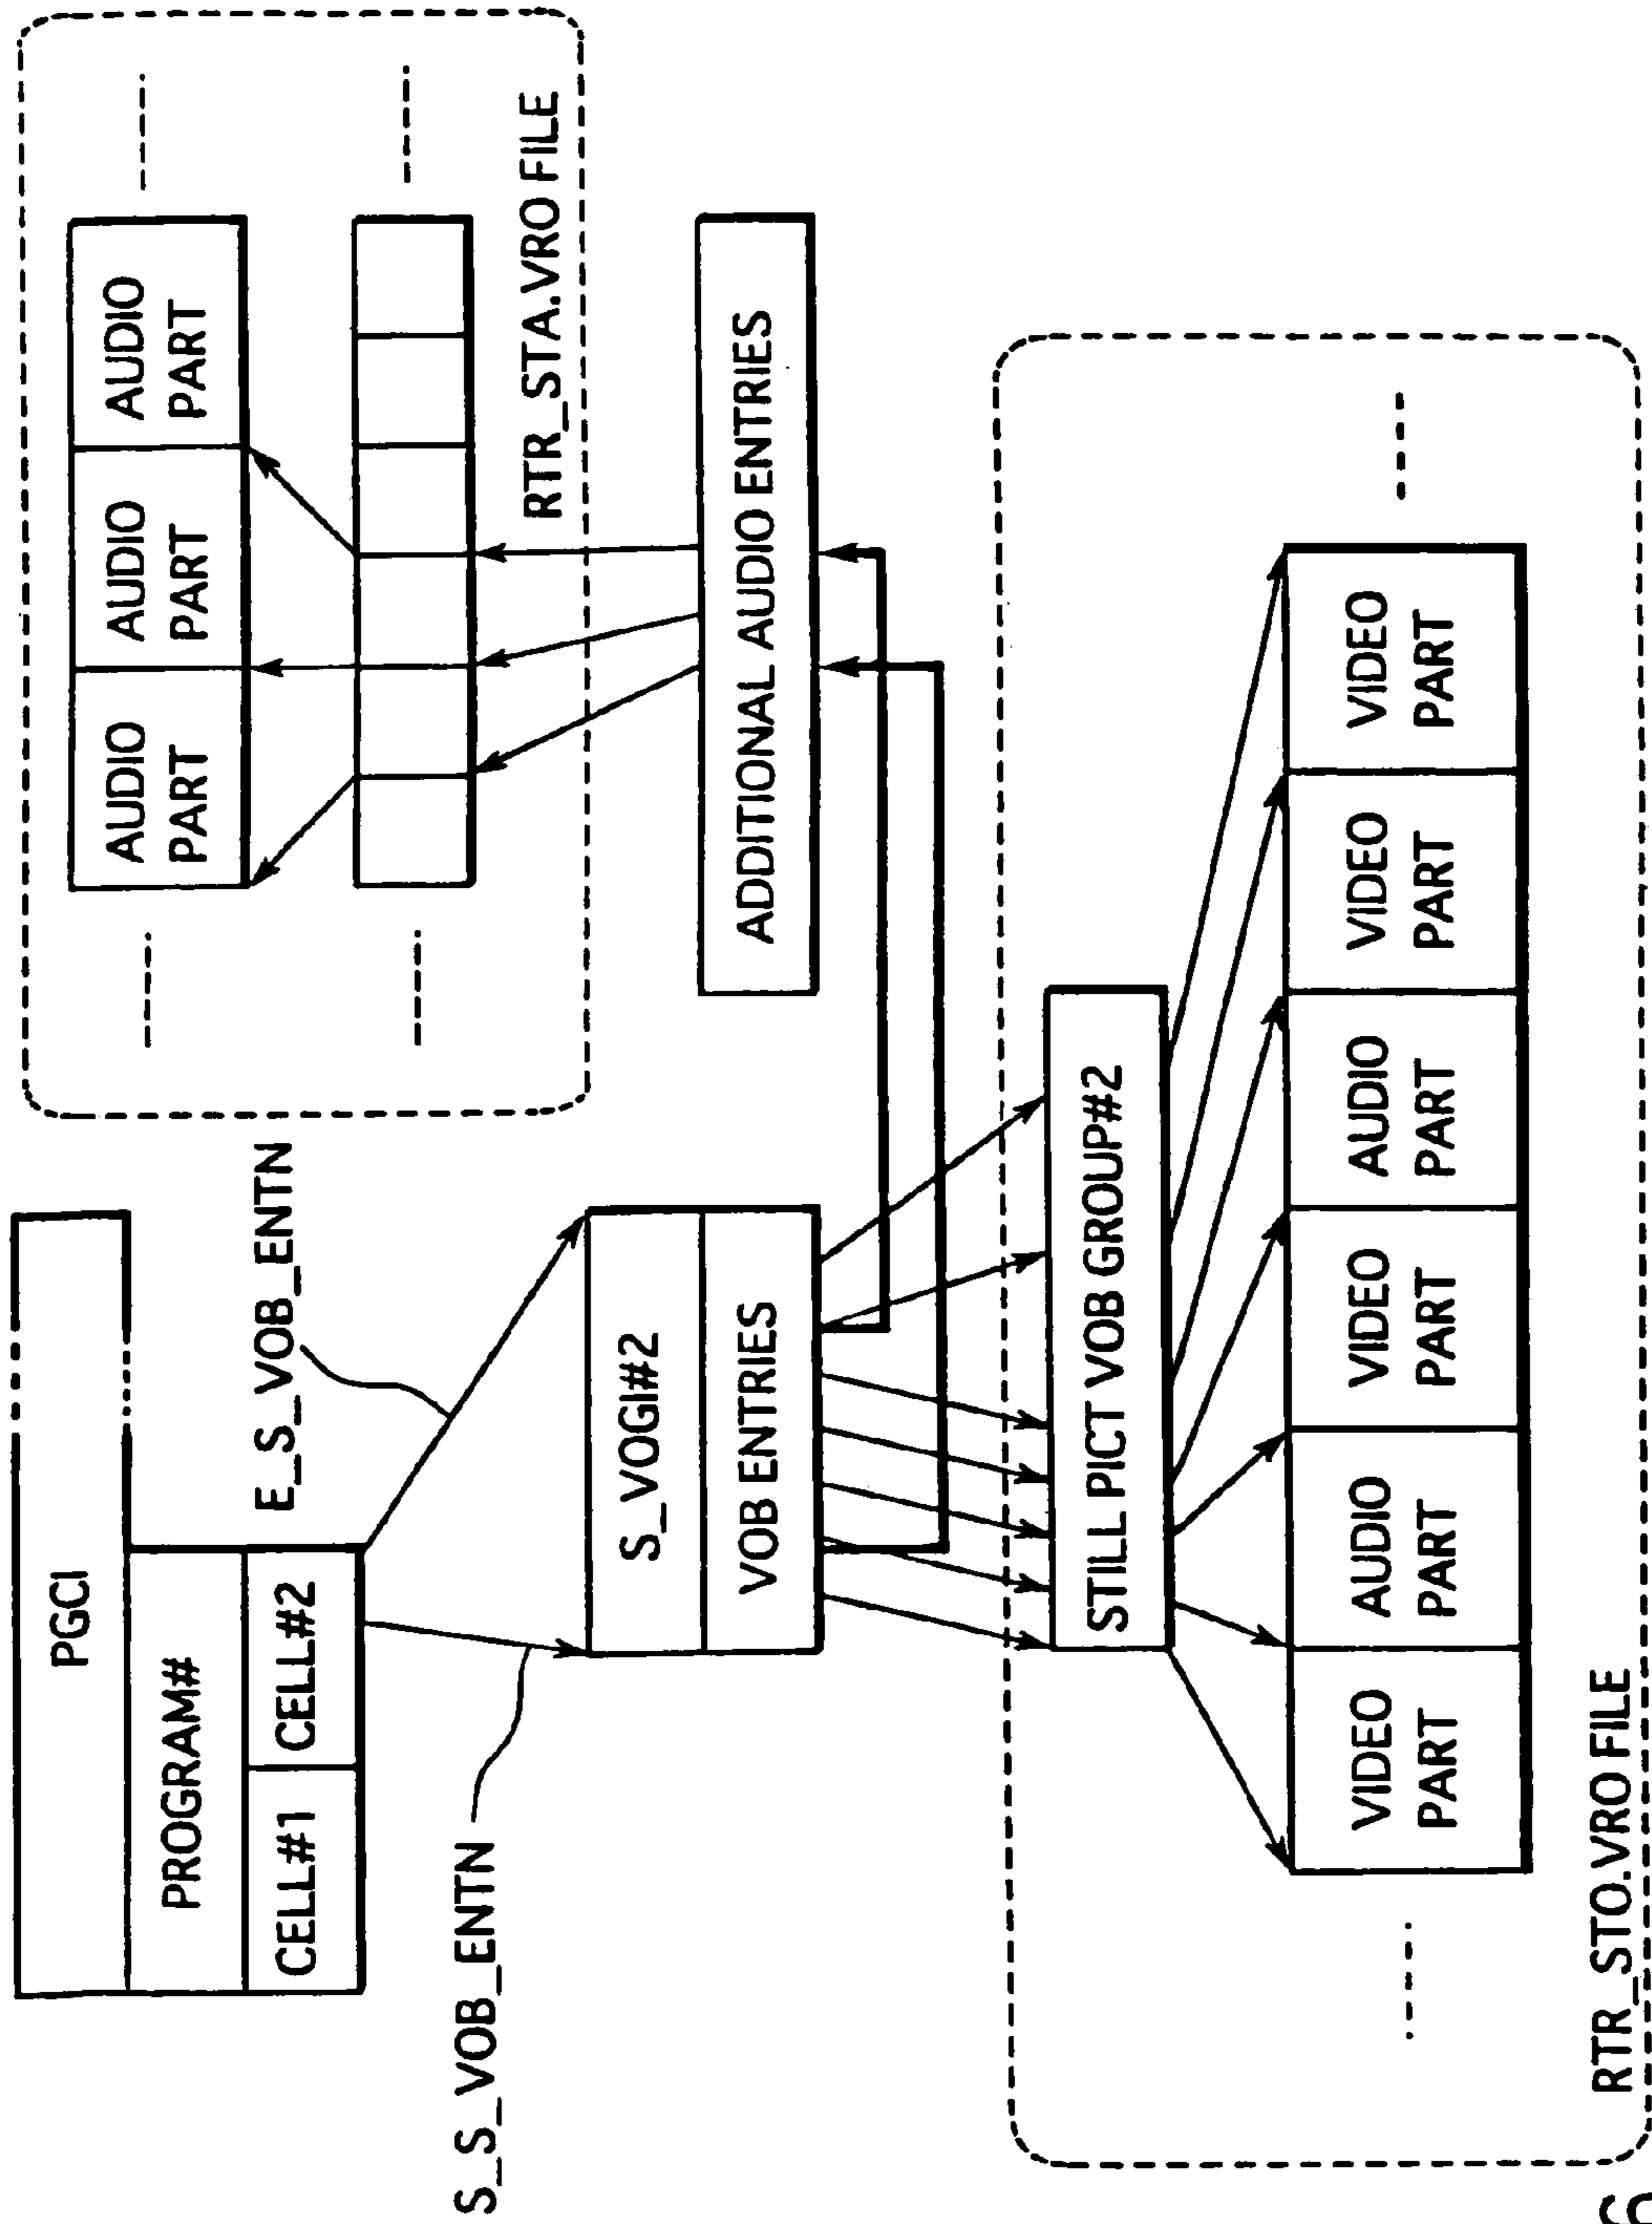 PGCI
PROGRAM#
CELL#1
CELL#2
E_S_VOB_ENTN
S_S_VOB_ENTN
S_VOGI#2
VOB ENTRIES
AUDIO
PART
AUDIO
PART
AUDIO
PART
RTR_STA.VRO FILE
ADDITIONAL AUDIO ENTRIES
STILL PICT VOB GROUP#2
VIDEO
PART
AUDIO
PART
VIDEO
PART
AUDIO
PART
VIDEO
PART
VIDEO
PART
RTR_STO.VRO FILE